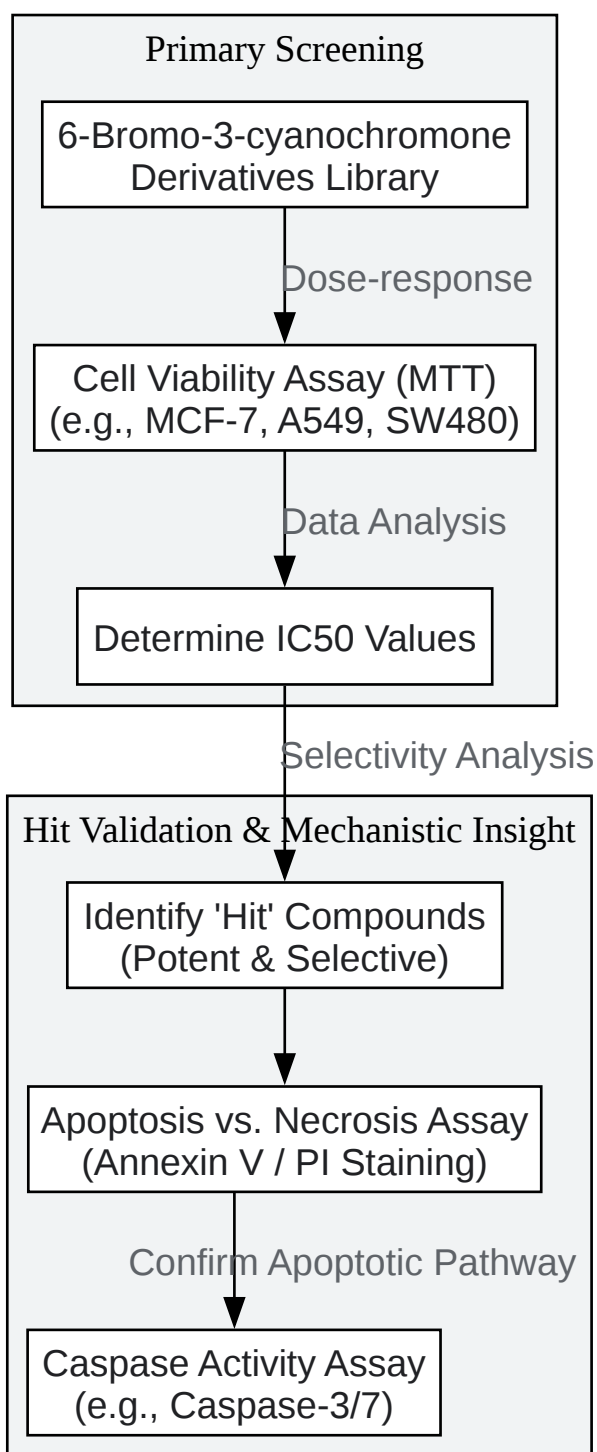 Primary Screening
6-Bromo-3-cyanochromone
Derivatives Library
Dose-response
Cell Viability Assay (MTT)
(e.g., MCF-7, A549, SW480)
Data Analysis
Determine IC50 Values
Selectivity Analysis
Hit Validation & Mechanistic Insight
Identify 'Hit' Compounds
(Potent & Selective)
Apoptosis vs. Necrosis Assay
(Annexin V / PI Staining)
Confirm Apoptotic Pathway
Caspase Activity Assay
(e.g., Caspase-3/7)